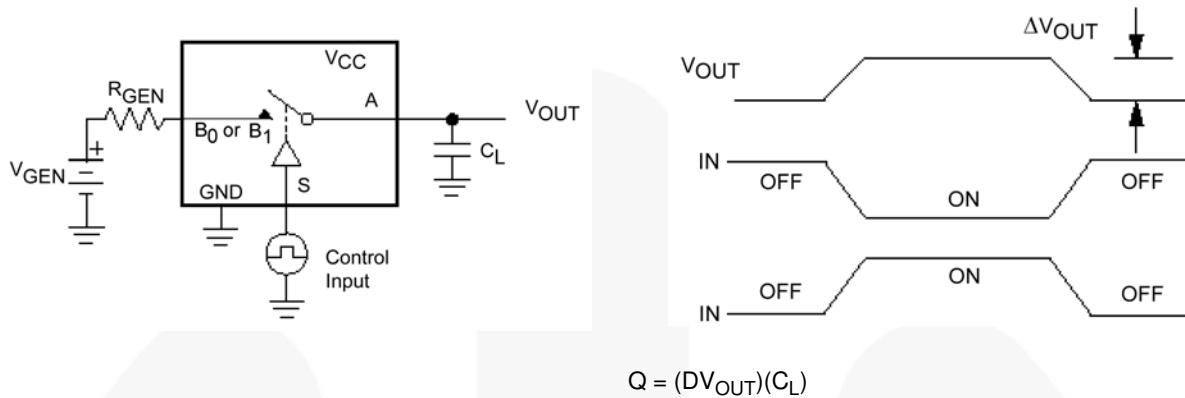 VCC
RGEN
A
VOUT
B0 or B1
CL
VGEN
+
GND
S
Control
Input
ΔVOUT
VOUT
IN
OFF
ON
OFF
OFF
ON
OFF
IN
Q = (DVOUT)(CL)